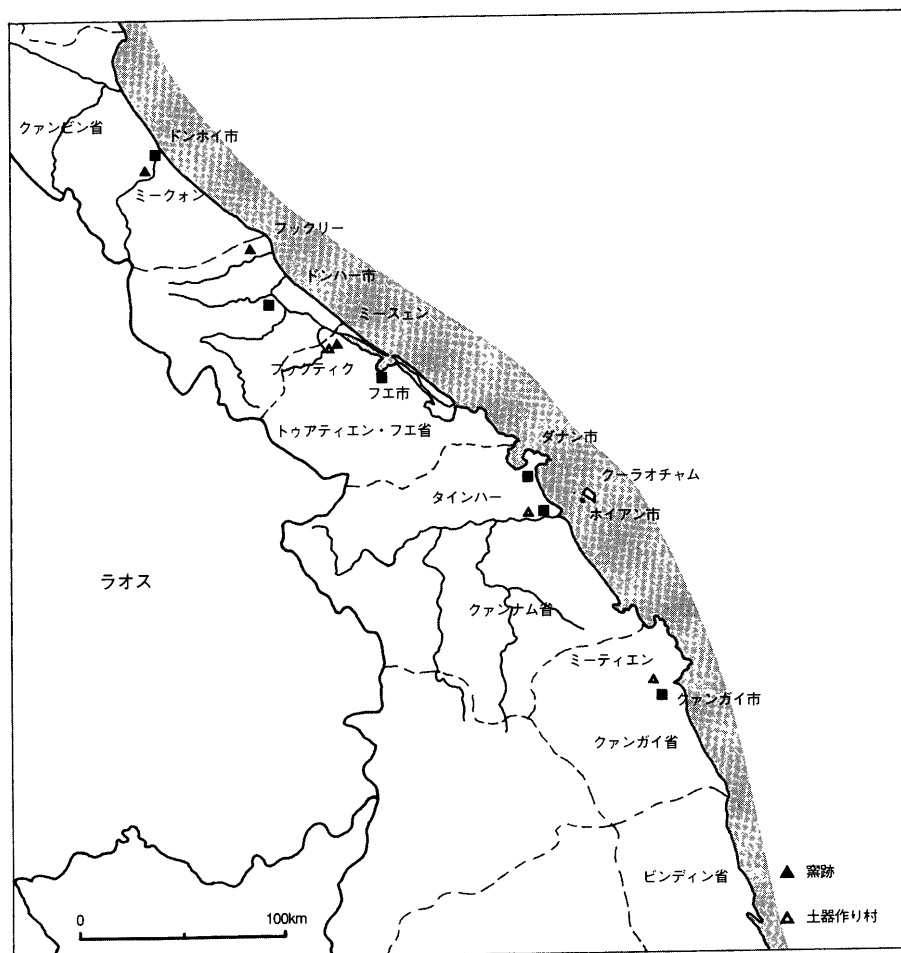 クァンビン省
ドンホイ市
ミークォン
フックリー
ドンハー市
ミースェン
フックティク
フエ市
トゥアティエン・フエ省
ダナン市
タインハー
クーラオチャム
ホイアン市
ラオス
クァンナム省
ミーティエン
クァンガイ市
クァンガイ省
ビンディン省
窯跡
土器作り村
0
100km